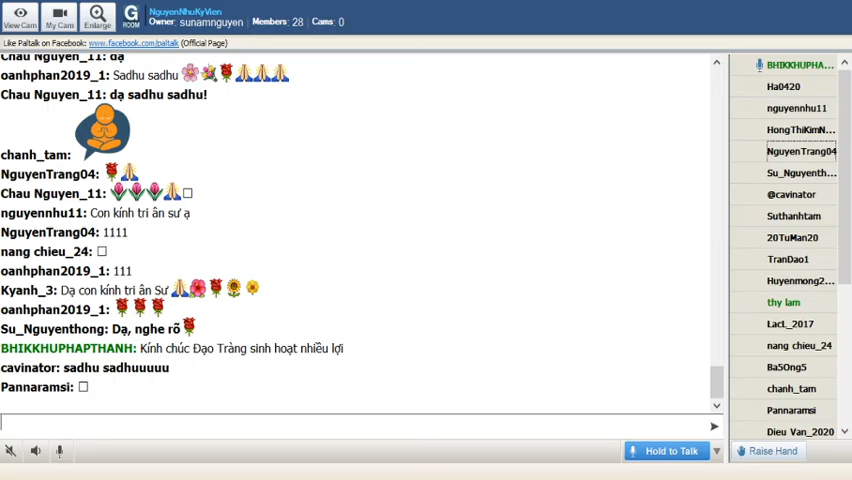 NguyenNhuKyVien
Owner: sunamnguyen , Members: 28 , Cams: 0
View Cam
My Cams
Enlarge
G
ROOM
Like Paltalk on Facebook: www.facebook.com/paltalk (Official Page)
Chau Nguyen_11: dạ
oanhphan2019_1: Sadhu sadhu
Chau Nguyen_11: dạ sadhu sadhu!
chanh_tam:
NguyenTrang04:
Chau Nguyen_11:
nguyennhu11: Con kính tri ân sư ạ
NguyenTrang04: 1111
nang chieu_24:
oanhphan2019_1: 111
Kyanh_3: Dạ con kính tri ân Sư
oanhphan2019_1:
Su_Nguyenthong: Dạ, nghe rõ
BHIKKHUPHAPTHANH: Kính chúc Đạo Tràng sinh hoạt nhiều lợi
cavinator: sadhu sadhuuuuu
Pannaramsi:
BHIKKHUPHA...
Ha0420
nguyennhu11
HongThiKimN...
NguyenTrang04
Su_Nguyenth...
@cavinator
Suthanhtam
20TuMan20
TranDao1
Huyenmong2...
thy lam
LacL_2017
nang chieu_24
Ba5Ong5
chanh_tam
Pannaramsi
Dieu Van_2020
Hold to Talk
Raise Hand